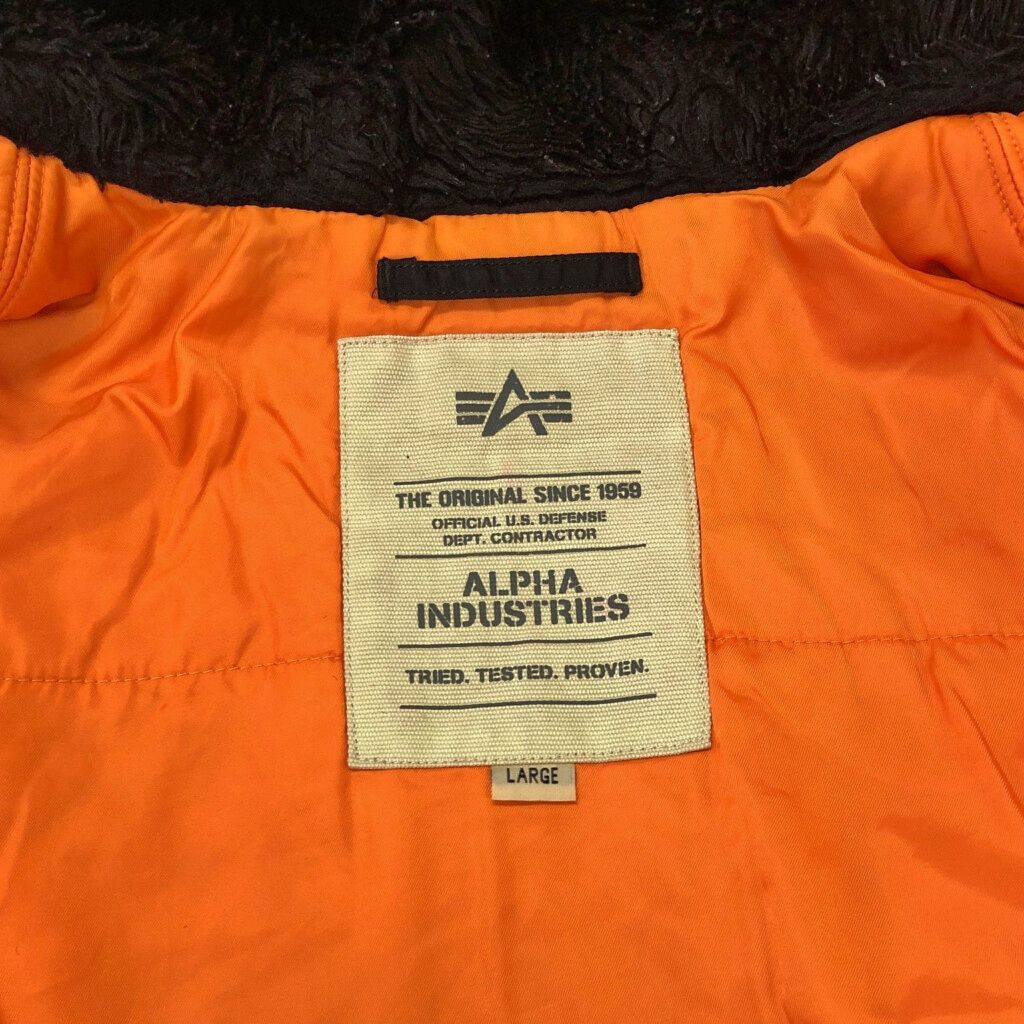 THE ORIGINAL SINCE 1959
OFFICIAL U.S. DEFENSE
DEPT. CONTRACTOR
ALPHA
INDUSTRIES
TRIED. TESTED. PROVEN.
LARGE